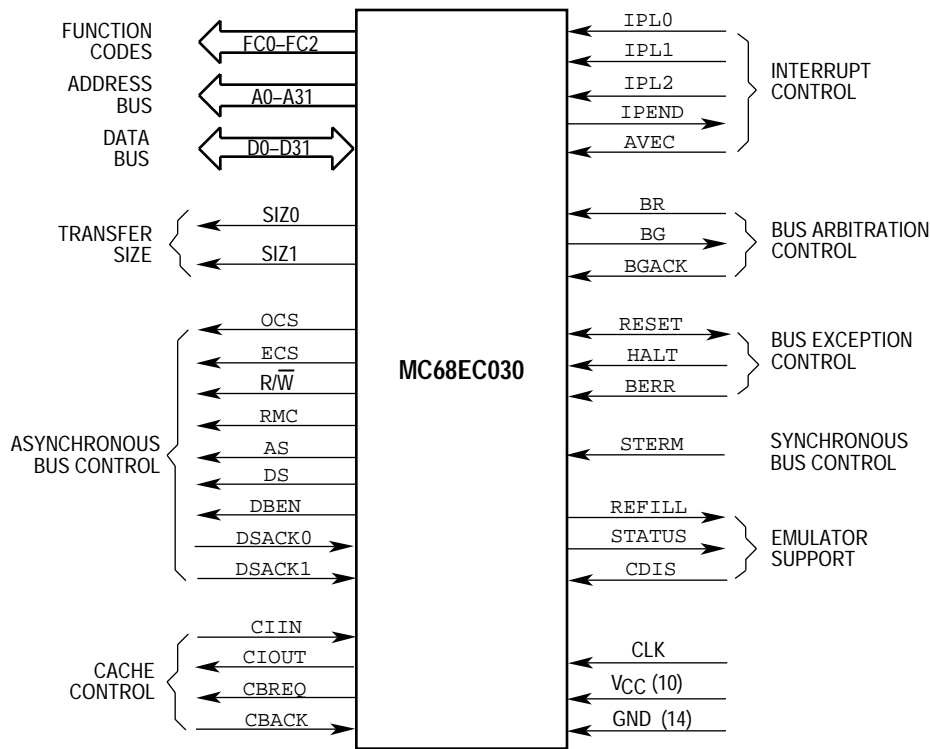 FUNCTION
CODES
FC0–FC2
ADDRESS
BUS
A0–A31
DATA
BUS
D0–D31
TRANSFER
SIZE
SIZ0
SIZ1
ASYNCHRONOUS
BUS CONTROL
OCS
ECS
R/W̅
RMC
AS
DS
DBEN
DSACK0
DSACK1
CACHE
CONTROL
CIIN
CIOUT
CBREQ
CBACK
MC68EC030
IPL0
IPL1
IPL2
IPEND
AVEC
INTERRUPT
CONTROL
BR
BG
BGACK
BUS ARBITRATION
CONTROL
RESET
HALT
BERR
BUS EXCEPTION
CONTROL
STERM
SYNCHRONOUS
BUS CONTROL
REFILL
STATUS
CDIS
EMULATOR
SUPPORT
CLK
VCC (10)
GND (14)